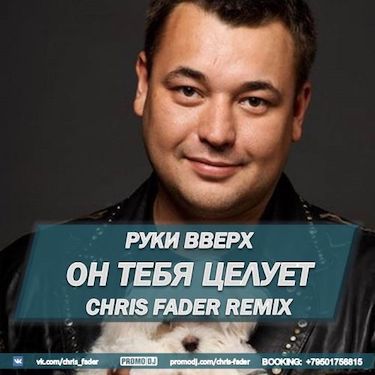 РУКИ ВВЕРХ
ОН ТЕБЯ ЦЕЛУЕТ
CHRIS FADER REMIX
vk.com/chris_fader PROMO DJ promodj.com/chris-fader BOOKING: +79501756815